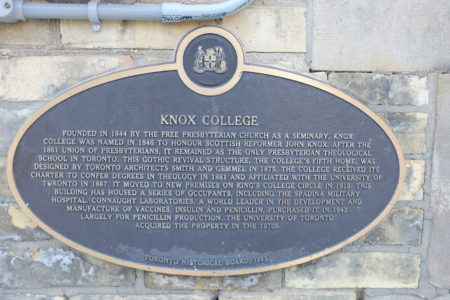 KNOX COLLEGE
FOUNDED IN 1844 BY THE FREE PRESBYTERIAN CHURCH AS A SEMINARY, KNOX
COLLEGE WAS NAMED IN 1846 TO HONOUR SCOTTISH REFORMER JOHN KNOX. AFTER THE
1861 UNION OF PRESBYTERIANS, IT REMAINED AS THE ONLY PRESBYTERIAN THEOLOGICAL
SCHOOL IN TORONTO. THIS GOTHIC REVIVAL STRUCTURE, THE COLLEGE'S FIFTH HOME, WAS
DESIGNED BY TORONTO ARCHITECTS SMITH AND GEMMEL IN 1875. THE COLLEGE RECEIVED ITS
CHARTER TO CONFER DEGREES IN THEOLOGY IN 1881 AND AFFILIATED WITH THE UNIVERSITY OF
TORONTO IN 1887. IT MOVED TO NEW PREMISES ON KING'S COLLEGE CIRCLE IN 1915. THIS
BUILDING HAS HOUSED A SERIES OF OCCUPANTS, INCLUDING THE SPADINA MILITARY
HOSPITAL. CONNAUGHT LABORATORIES, A WORLD LEADER IN THE DEVELOPMENT AND
MANUFACTURE OF VACCINES, INSULIN AND PENICILLIN, PURCHASED IT IN 1943
LARGELY FOR PENICILLIN PRODUCTION. THE UNIVERSITY OF TORONTO
ACQUIRED THE PROPERTY IN THE 1970S.
TORONTO HISTORICAL BOARD,